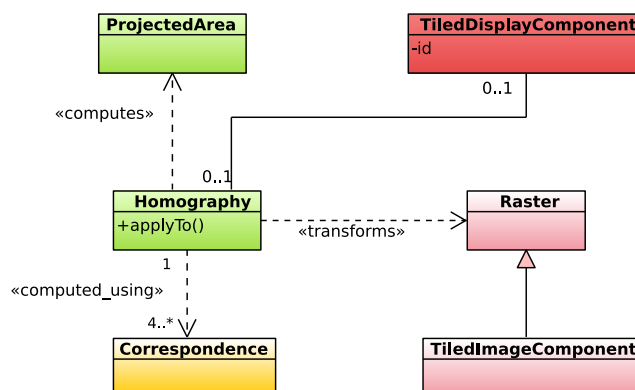 ProjectedArea
TiledDisplayComponent
-id
0..1
«computes»
0..1
Homography
+applyTo()
Raster
«transforms»
1
«computed_using»
4..*
Correspondence
TiledImageComponent